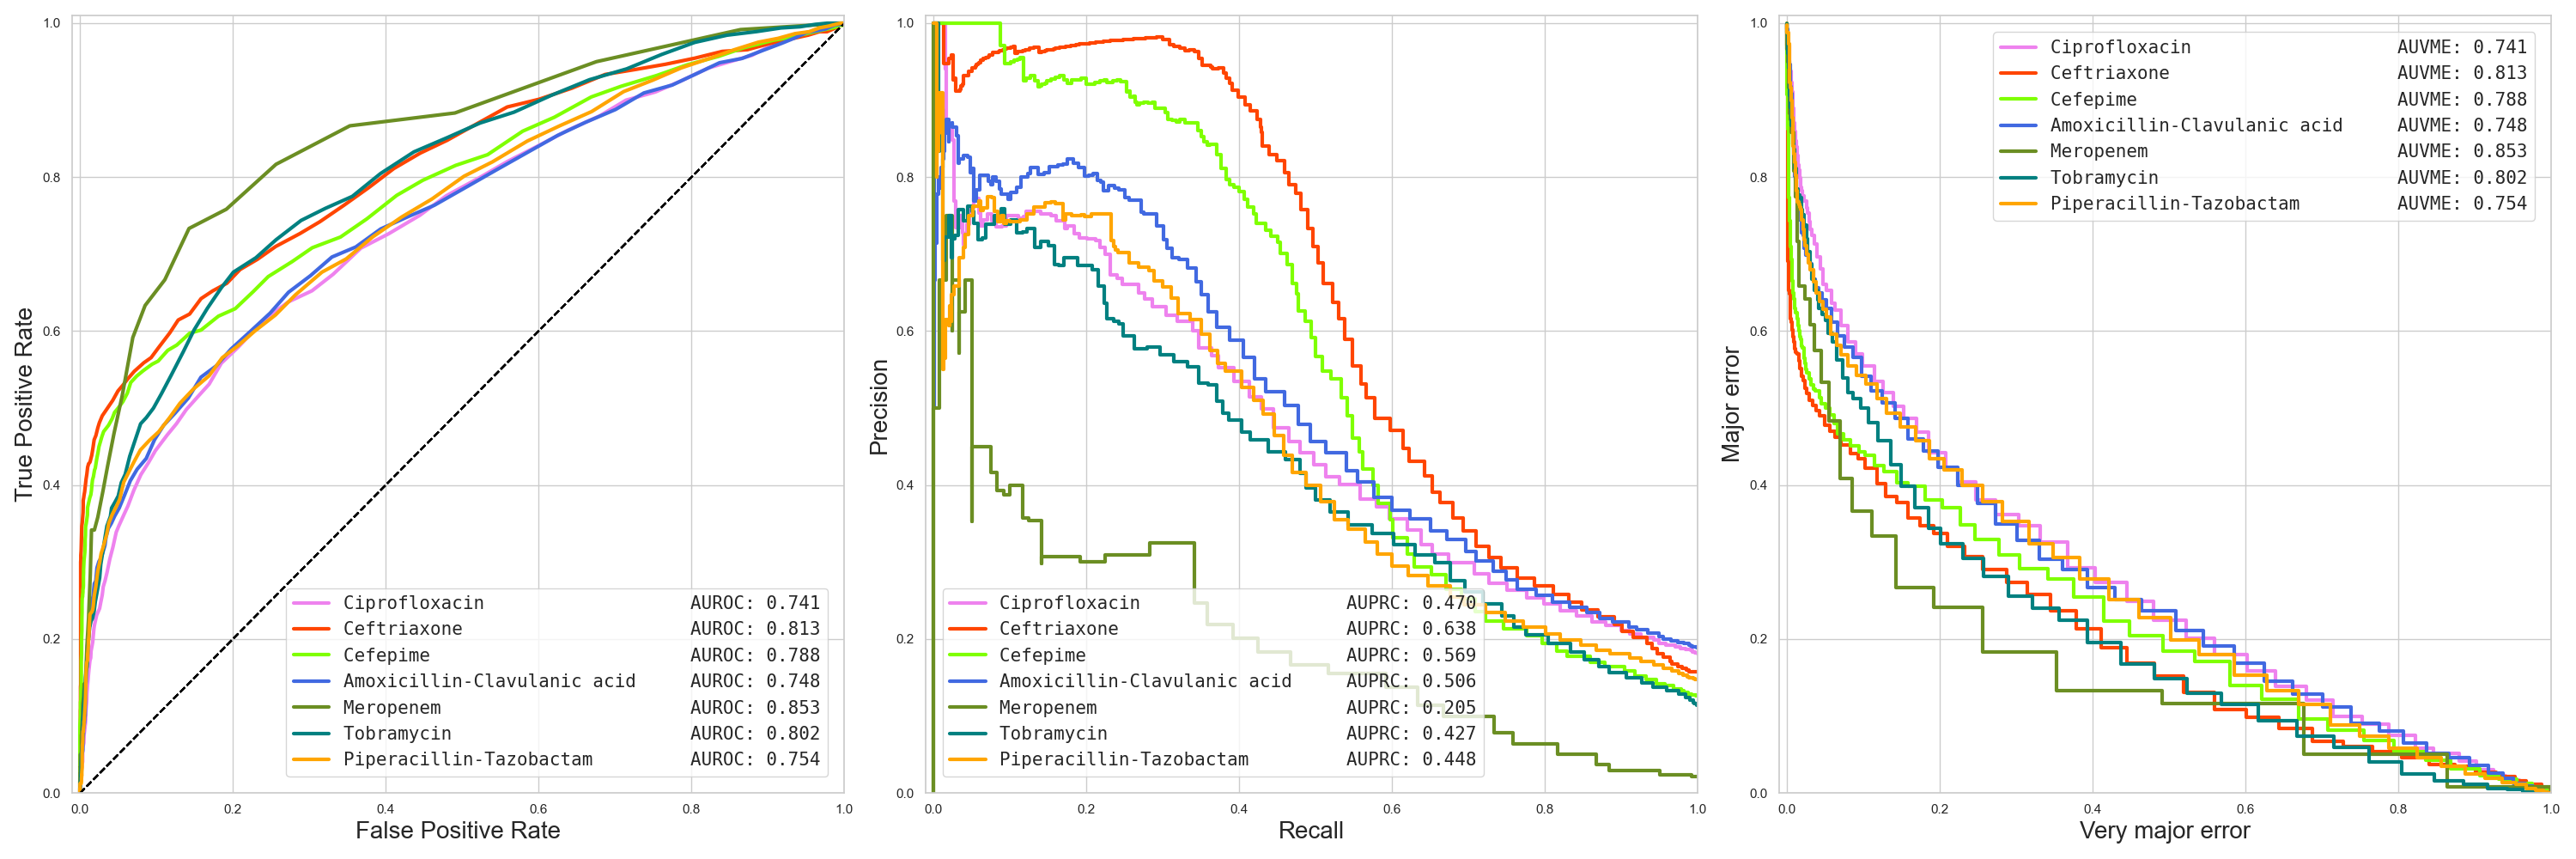 1.0
0.8
0.6
0.4
0.2
0.0
True Positive Rate
0.0 0.2 0.4 0.6 0.8 1.0
False Positive Rate
Ciprofloxacin AUROC: 0.741
Ceftriaxone AUROC: 0.813
Cefepime AUROC: 0.788
Amoxicillin-Clavulanic acid AUROC: 0.748
Meropenem AUROC: 0.853
Tobramycin AUROC: 0.802
Piperacillin-Tazobactam AUROC: 0.754
1.0
0.8
0.6
0.4
0.2
0.0
Precision
0.0 0.2 0.4 0.6 0.8 1.0
Recall
Ciprofloxacin AUPRC: 0.470
Ceftriaxone AUPRC: 0.638
Cefepime AUPRC: 0.569
Amoxicillin-Clavulanic acid AUPRC: 0.506
Meropenem AUPRC: 0.205
Tobramycin AUPRC: 0.427
Piperacillin-Tazobactam AUPRC: 0.448
1.0
0.8
0.6
0.4
0.2
0.0
Major error
0.0 0.2 0.4 0.6 0.8 1.0
Very major error
Ciprofloxacin AUVME: 0.741
Ceftriaxone AUVME: 0.813
Cefepime AUVME: 0.788
Amoxicillin-Clavulanic acid AUVME: 0.748
Meropenem AUVME: 0.853
Tobramycin AUVME: 0.802
Piperacillin-Tazobactam AUVME: 0.754